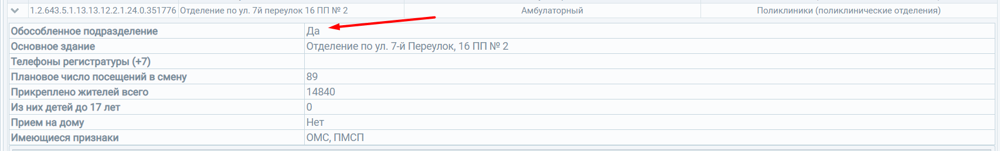 1.2.643.5.1.13.13.12.2.1.24.0.351776 Отделение по ул. 7й переулок 16 ПП № 2 Амбулаторный Поликлиники (поликлинические отделения)
Обособленное подразделение Да
Основное здание Отделение по ул. 7-й Переулок, 16 ПП № 2
Телефоны регистратуры (+7)
Плановое число посещений в смену 89
Прикреплено жителей всего 14840
Из них детей до 17 лет 0
Прием на дому Нет
Имеющиеся признаки ОМС, ПМСП